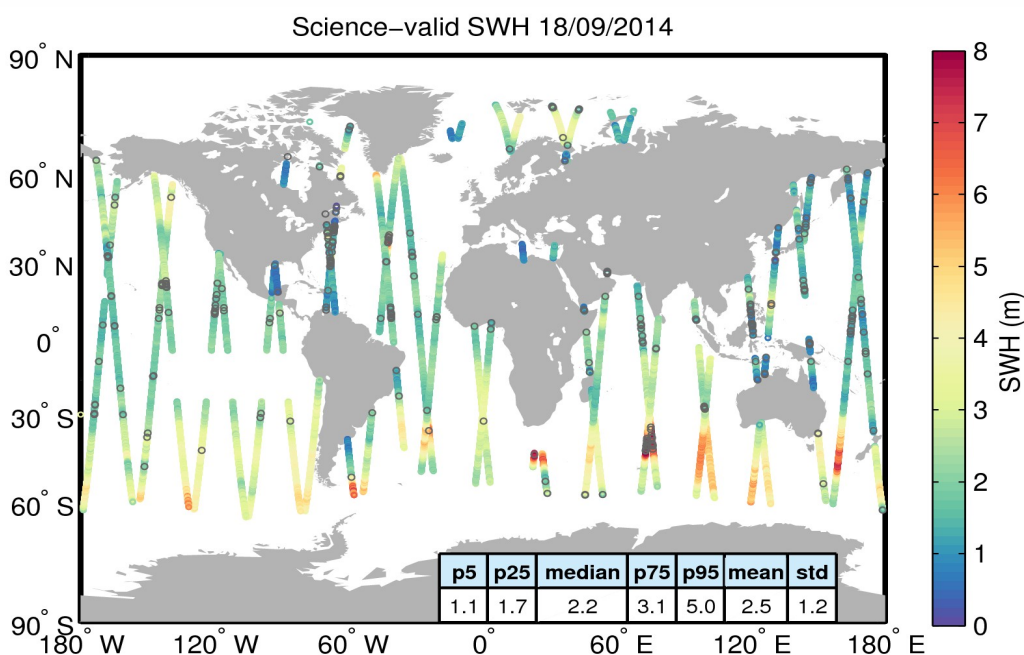 Science−valid SWH 18/09/2014
90° N
60° N
30° N
0°
30° S
60° S
90° S
180° W
120° W
60° W
0°
60° E
120° E
180° E
p5 p25 median p75 p95 mean std
1.1 1.7 2.2 3.1 5.0 2.5 1.2
8
7
6
5
4
3
2
1
0
SWH (m)